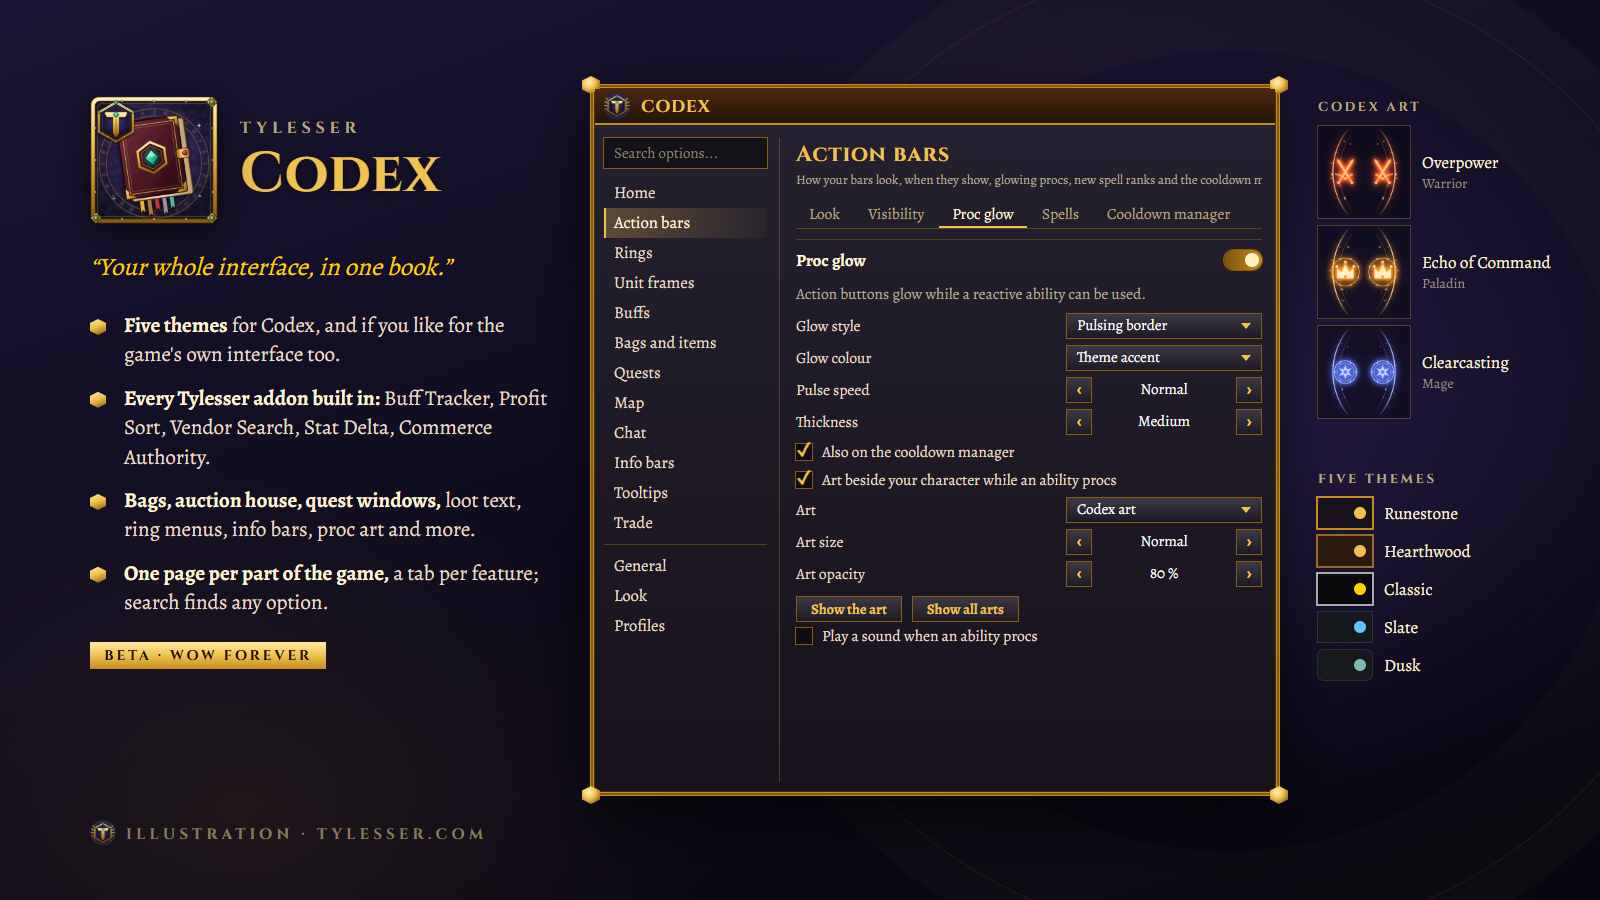 TYLESSER
CODEX
“Your whole interface, in one book.”
Five themes for Codex, and if you like for the
game's own interface too.
Every Tylesser addon built in: Buff Tracker, Profit
Sort, Vendor Search, Stat Delta, Commerce
Authority.
Bags, auction house, quest windows, loot text,
ring menus, info bars, proc art and more.
One page per part of the game, a tab per feature;
search finds any option.
BETA · WOW FOREVER
ILLUSTRATION · TYLESSER.COM
CODEX
Search options...
Home
Action bars
Rings
Unit frames
Buffs
Bags and items
Quests
Map
Chat
Info bars
Tooltips
Trade
General
Look
Profiles
ACTION BARS
How your bars look, when they show, glowing procs, new spell ranks and the cooldown m
Look Visibility Proc glow Spells Cooldown manager
Proc glow
Action buttons glow while a reactive ability can be used.
Glow style Pulsing border
Glow colour Theme accent
Pulse speed ‹ Normal ›
Thickness ‹ Medium ›
Also on the cooldown manager
Art beside your character while an ability procs
Art Codex art
Art size ‹ Normal ›
Art opacity ‹ 80 % ›
Show the art Show all arts
Play a sound when an ability procs
CODEX ART
Overpower
Warrior
Echo of Command
Paladin
Clearcasting
Mage
FIVE THEMES
Runestone
Hearthwood
Classic
Slate
Dusk